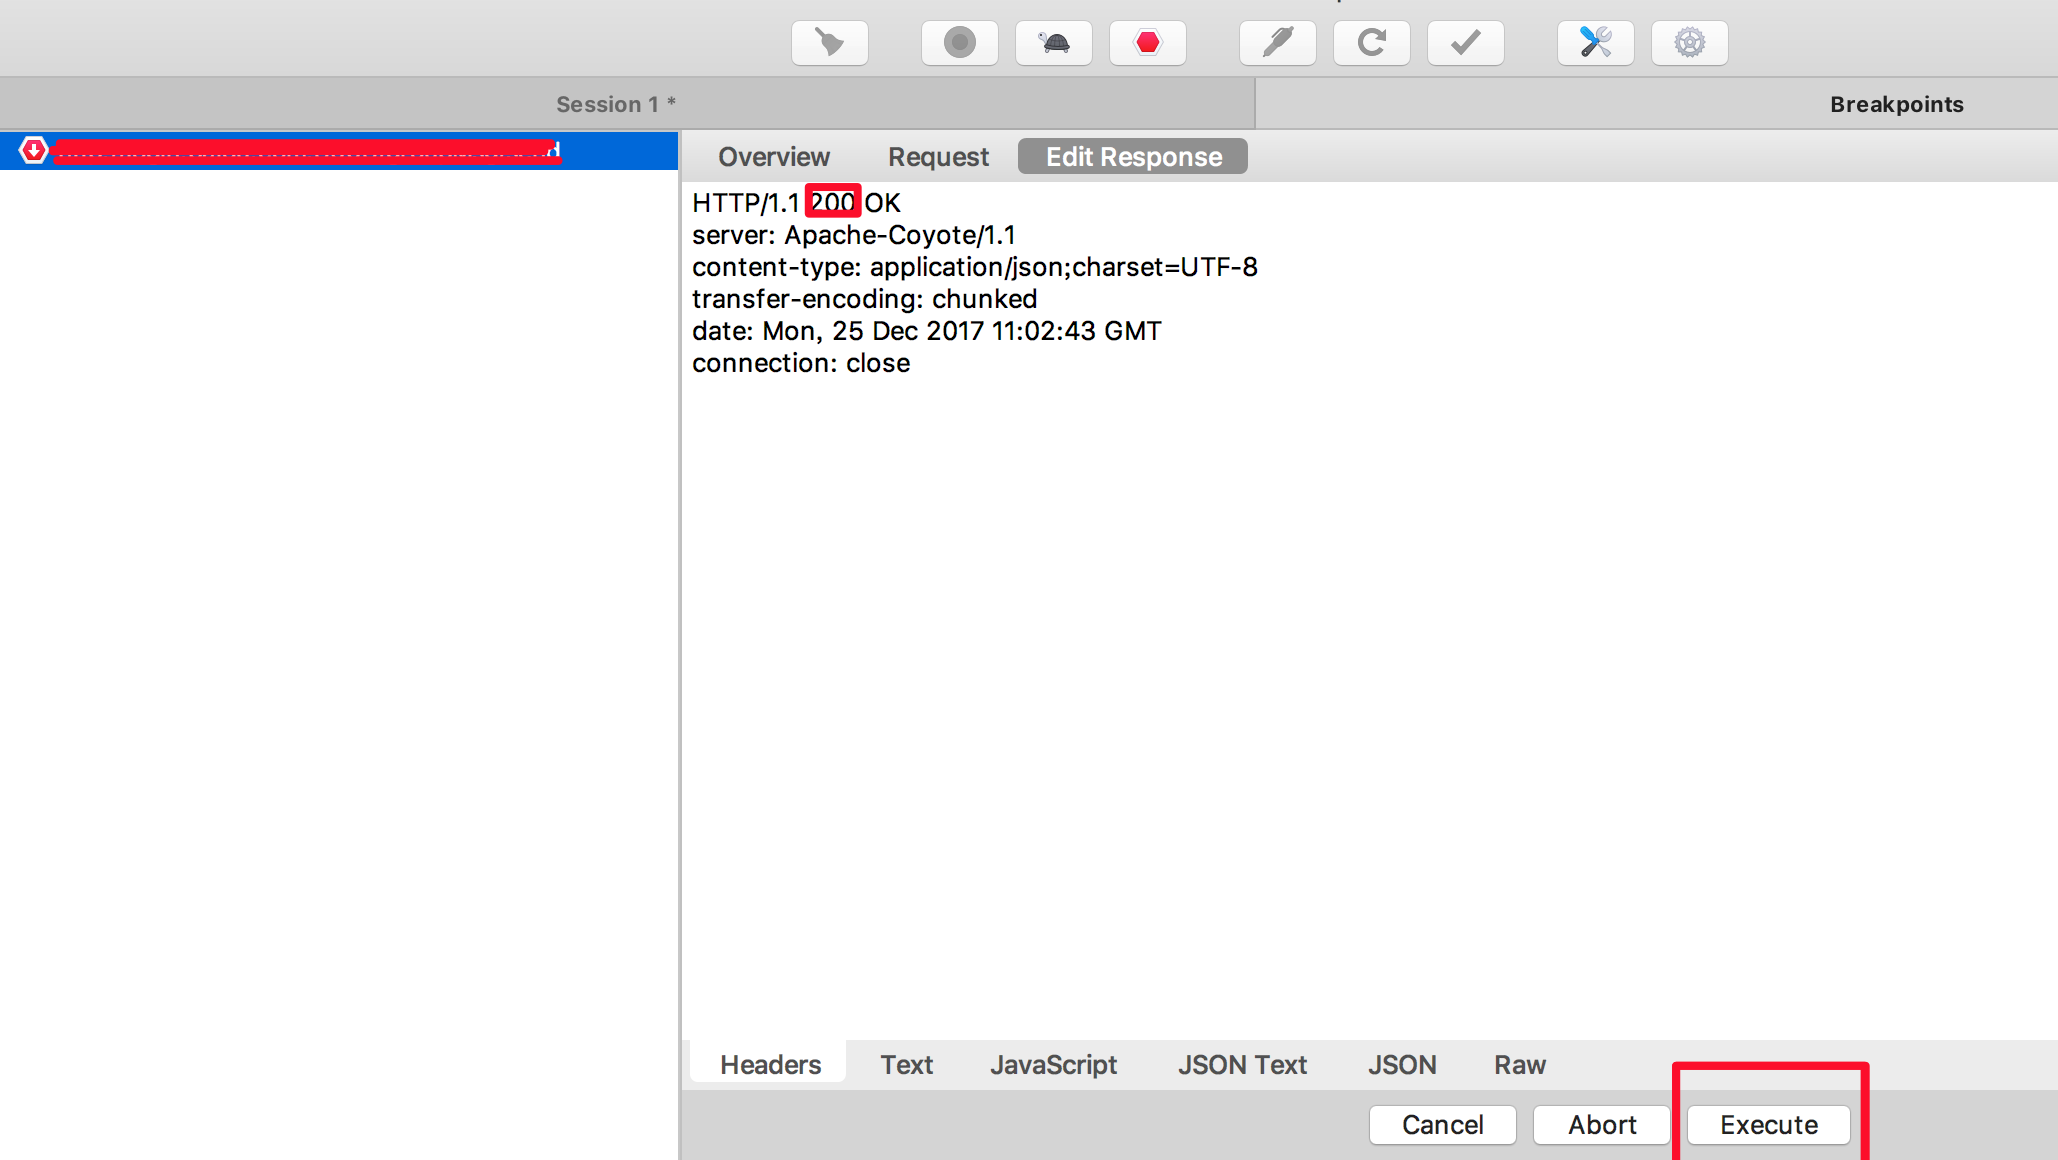 Session 1 *
Breakpoints
Overview
Request
Edit Response
HTTP/1.1 200 OK
server: Apache-Coyote/1.1
content-type: application/json;charset=UTF-8
transfer-encoding: chunked
date: Mon, 25 Dec 2017 11:02:43 GMT
connection: close
Headers
Text
JavaScript
JSON Text
JSON
Raw
Cancel
Abort
Execute